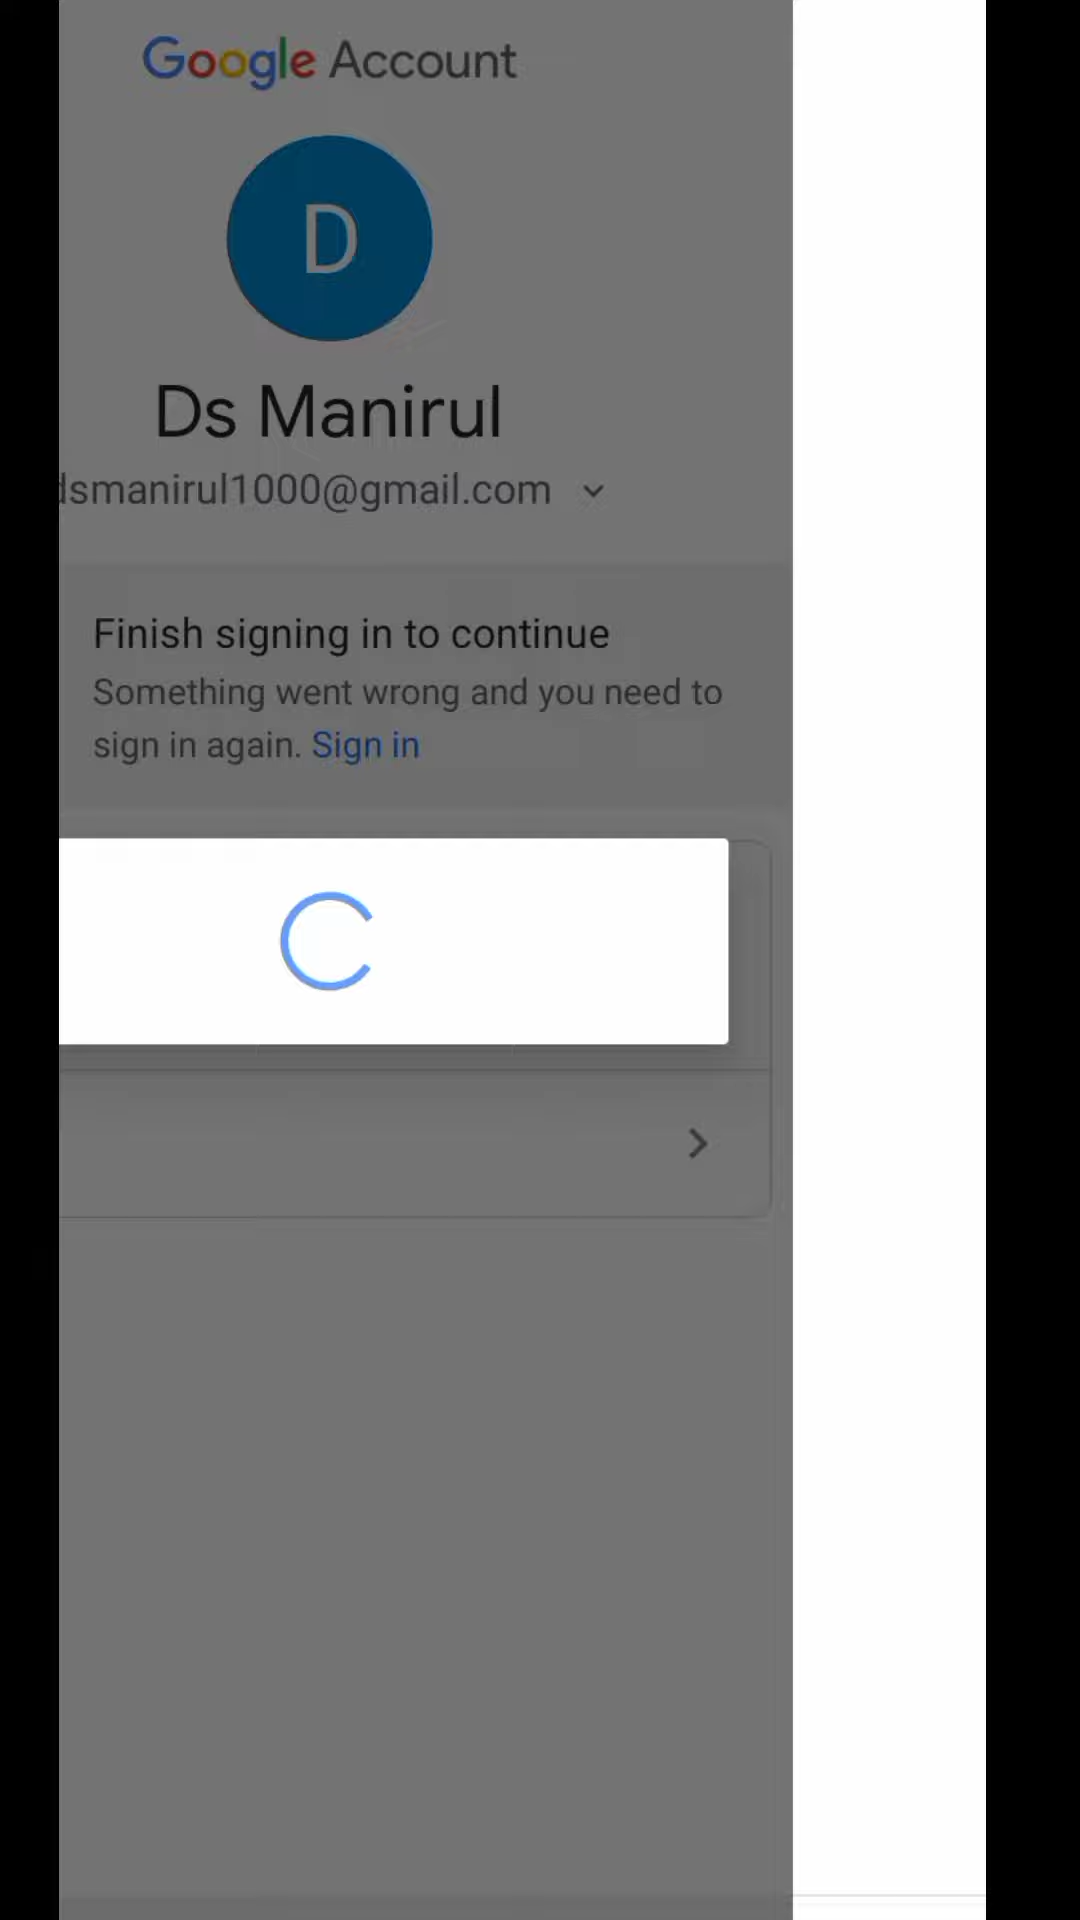 Google Account
D
Ds Manirul
dsmanirul1000@gmail.com
Finish signing in to continue
Something went wrong and you need to
sign in again. Sign in